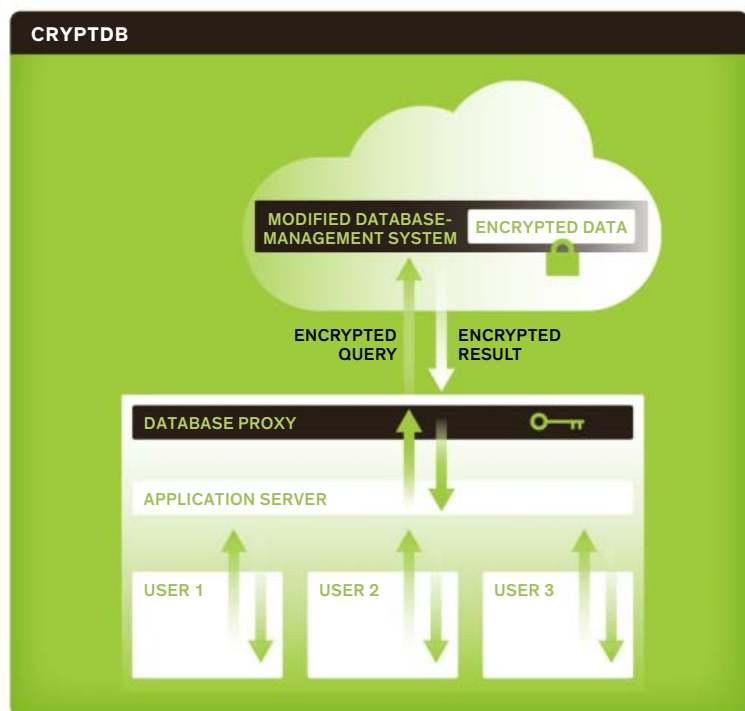 CRYPTDB
MODIFIED DATABASE-
MANAGEMENT SYSTEM
ENCRYPTED DATA
ENCRYPTED
QUERY
ENCRYPTED
RESULT
DATABASE PROXY
APPLICATION SERVER
USER 1
USER 2
USER 3